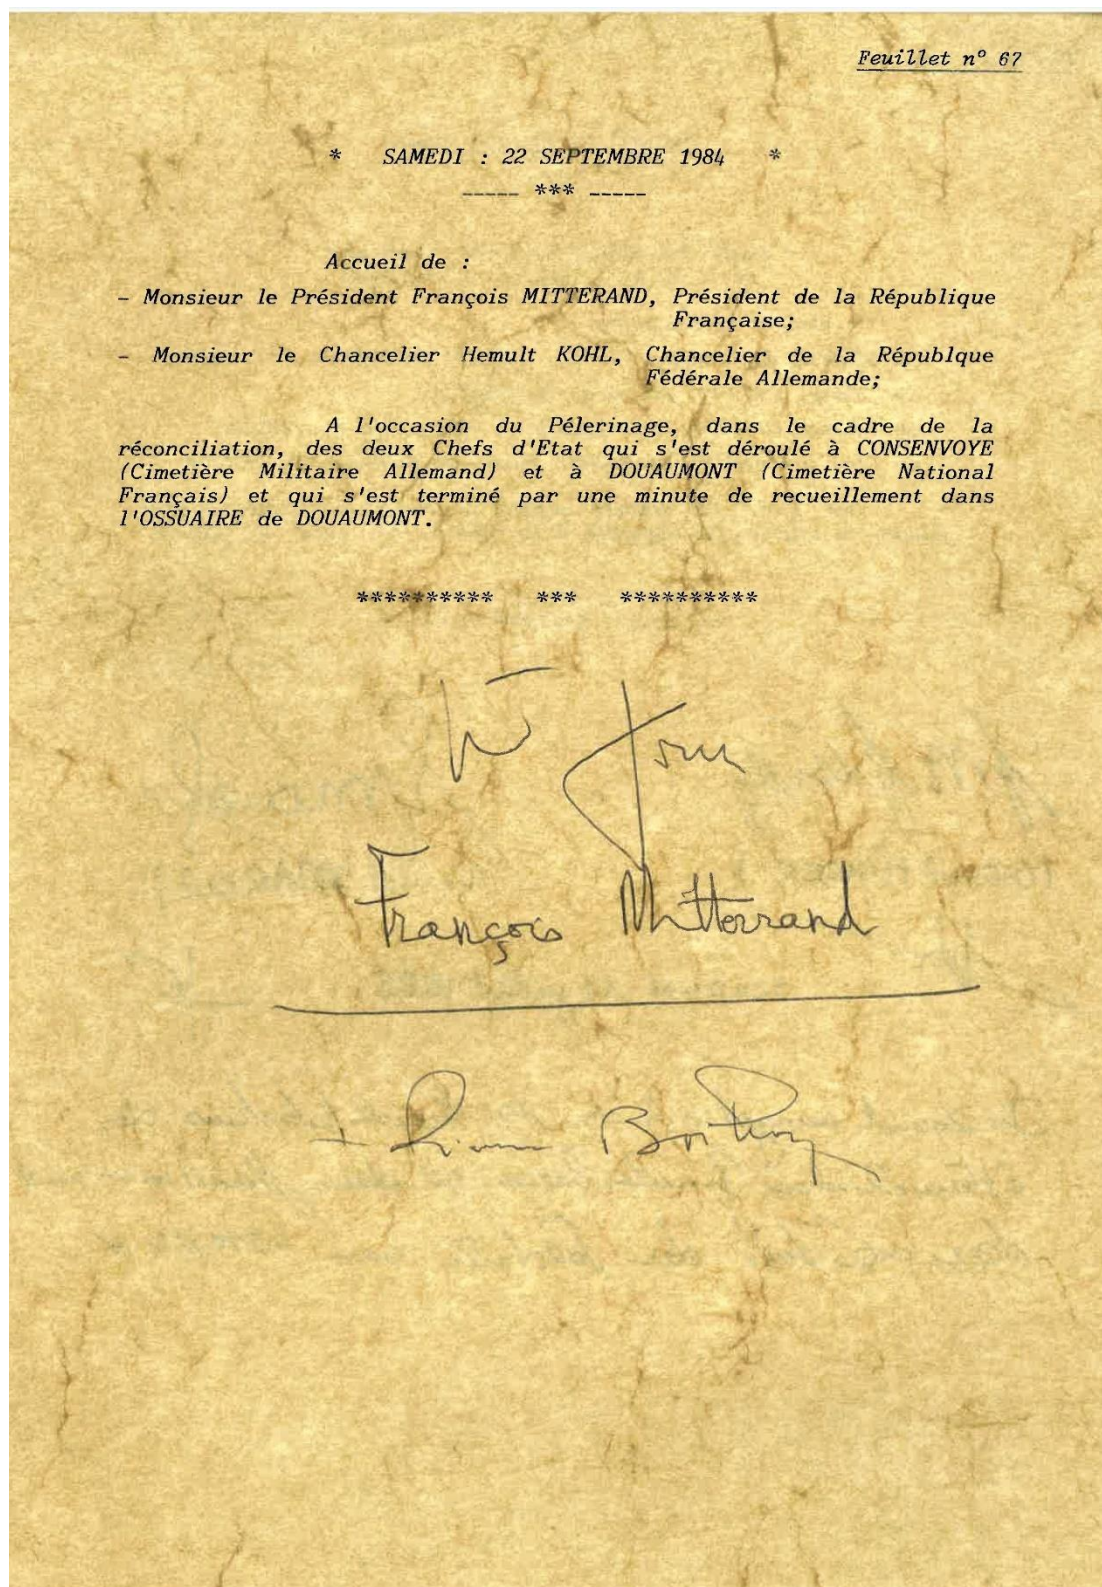 Feuillet n° 67
* SAMEDI : 22 SEPTEMBRE 1984 *
_____ *** _____
Accueil de :
- Monsieur le Président François MITTERAND, Président de la République
Française;
- Monsieur le Chancelier Hemult KOHL, Chancelier de la Républque
Fédérale Allemande;
A l'occasion du Pélerinage, dans le cadre de la
réconciliation, des deux Chefs d'Etat qui s'est déroulé à CONSENVOYE
(Cimetière Militaire Allemand) et à DOUAUMONT (Cimetière National
Français) et qui s'est terminé par une minute de recueillement dans
l'OSSUAIRE de DOUAUMONT.
********** *** **********
François Mitterrand